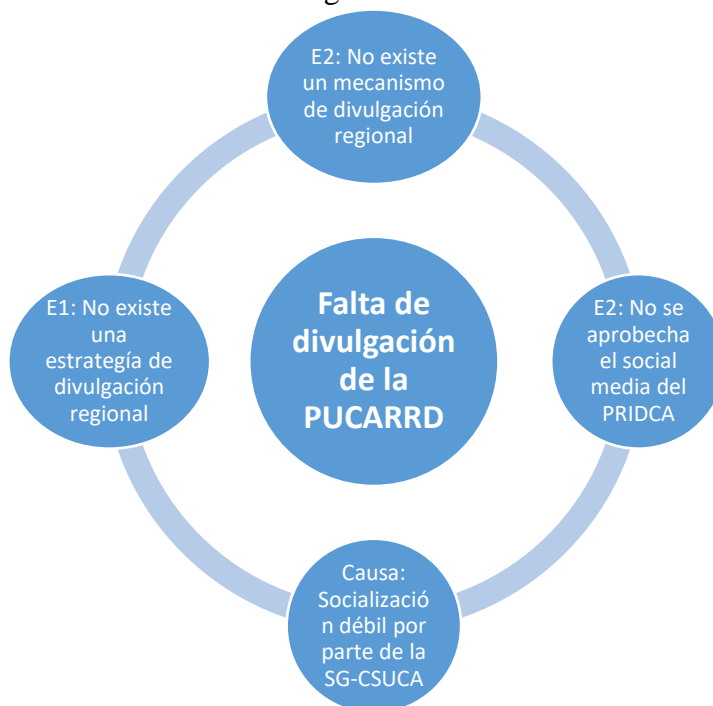 E2: No existe
un mecanismo
de divulgación
regional
E1: No existe
una
estrategía de
divulgación
regional
Falta de
divulgación
de la
PUCARRD
E2: No se
aprobecha
el social
media del
PRIDCA
Causa:
Socializació
n débil por
parte de la
SG-CSUCA